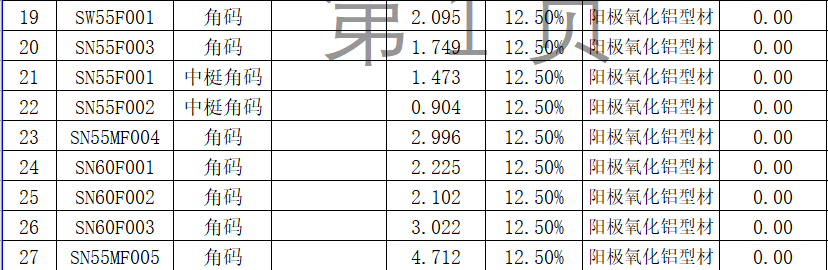 19 SW55F001 角码 2.095 12.50% 阳极氧化铝型材 0.00
20 SN55F003 角码 1.749 12.50% 阳极氧化铝型材 0.00
21 SN55F001 中梃角码 1.473 12.50% 阳极氧化铝型材 0.00
22 SN55F002 中梃角码 0.904 12.50% 阳极氧化铝型材 0.00
23 SN55MF004 角码 2.996 12.50% 阳极氧化铝型材 0.00
24 SN60F001 角码 2.225 12.50% 阳极氧化铝型材 0.00
25 SN60F002 角码 2.102 12.50% 阳极氧化铝型材 0.00
26 SN60F003 角码 3.022 12.50% 阳极氧化铝型材 0.00
27 SN55MF005 角码 4.712 12.50% 阳极氧化铝型材 0.00
第 1 页